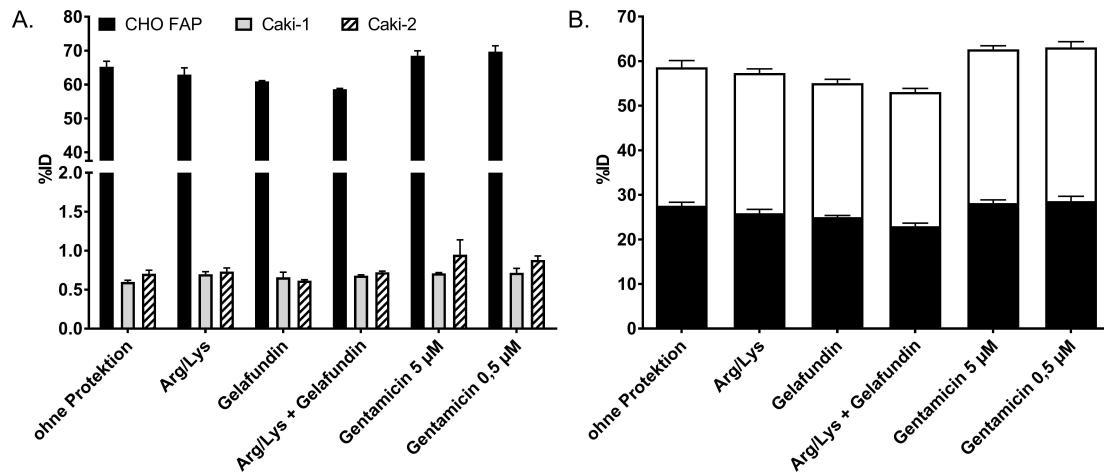 A.
CHO FAP
Caki-1
Caki-2
%ID
80
70
60
50
40
2.0
1.5
1.0
0.5
0.0
ohne Protektion
Arg/Lys
Gelafundin
Arg/Lys + Gelafundin
Gentamicin 5 µM
Gentamicin 0,5 µM
B.
%ID
70
60
50
40
30
20
10
0
ohne Protektion
Arg/Lys
Gelafundin
Arg/Lys + Gelafundin
Gentamicin 5 µM
Gentamicin 0,5 µM